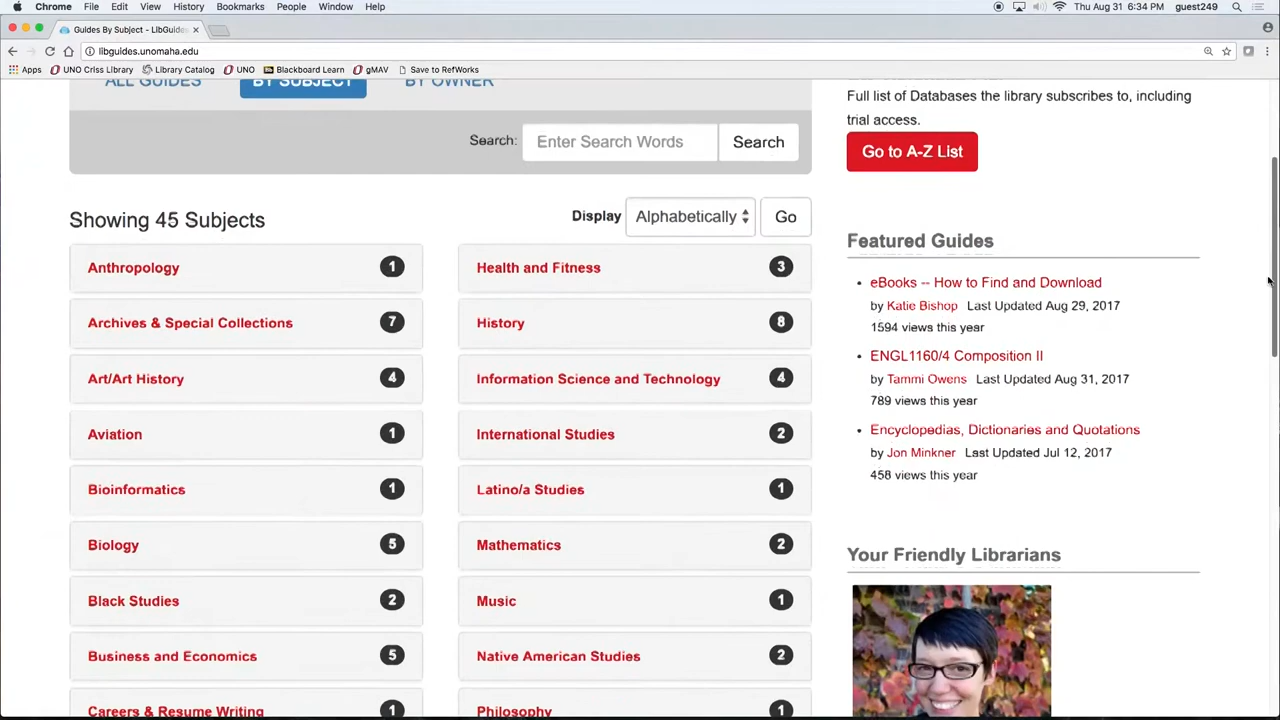 Chrome File Edit View History Bookmarks People Window Help Thu Aug 31 6:34 PM guest249
Guides By Subject - LibGuides
libguides.unomaha.edu
Apps UNO Criss Library Library Catalog UNO Blackboard Learn gMAV Save to RefWorks
ALL GUIDES BY SUBJECT BY OWNER
Search: Enter Search Words Search
Showing 45 Subjects
Display Alphabetically Go
Anthropology 1
Archives & Special Collections 7
Art/Art History 4
Aviation 1
Bioinformatics 1
Biology 5
Black Studies 2
Business and Economics 5
Careers & Resume Writing 1
Health and Fitness 3
History 8
Information Science and Technology 4
International Studies 2
Latino/a Studies 1
Mathematics 2
Music 1
Native American Studies 2
Philosophy 1
Full list of Databases the library subscribes to, including
trial access.
Go to A-Z List
Featured Guides
eBooks -- How to Find and Download
by Katie Bishop Last Updated Aug 29, 2017
1594 views this year
ENGL1160/4 Composition II
by Tammi Owens Last Updated Aug 31, 2017
789 views this year
Encyclopedias, Dictionaries and Quotations
by Jon Minkner Last Updated Jul 12, 2017
458 views this year
Your Friendly Librarians